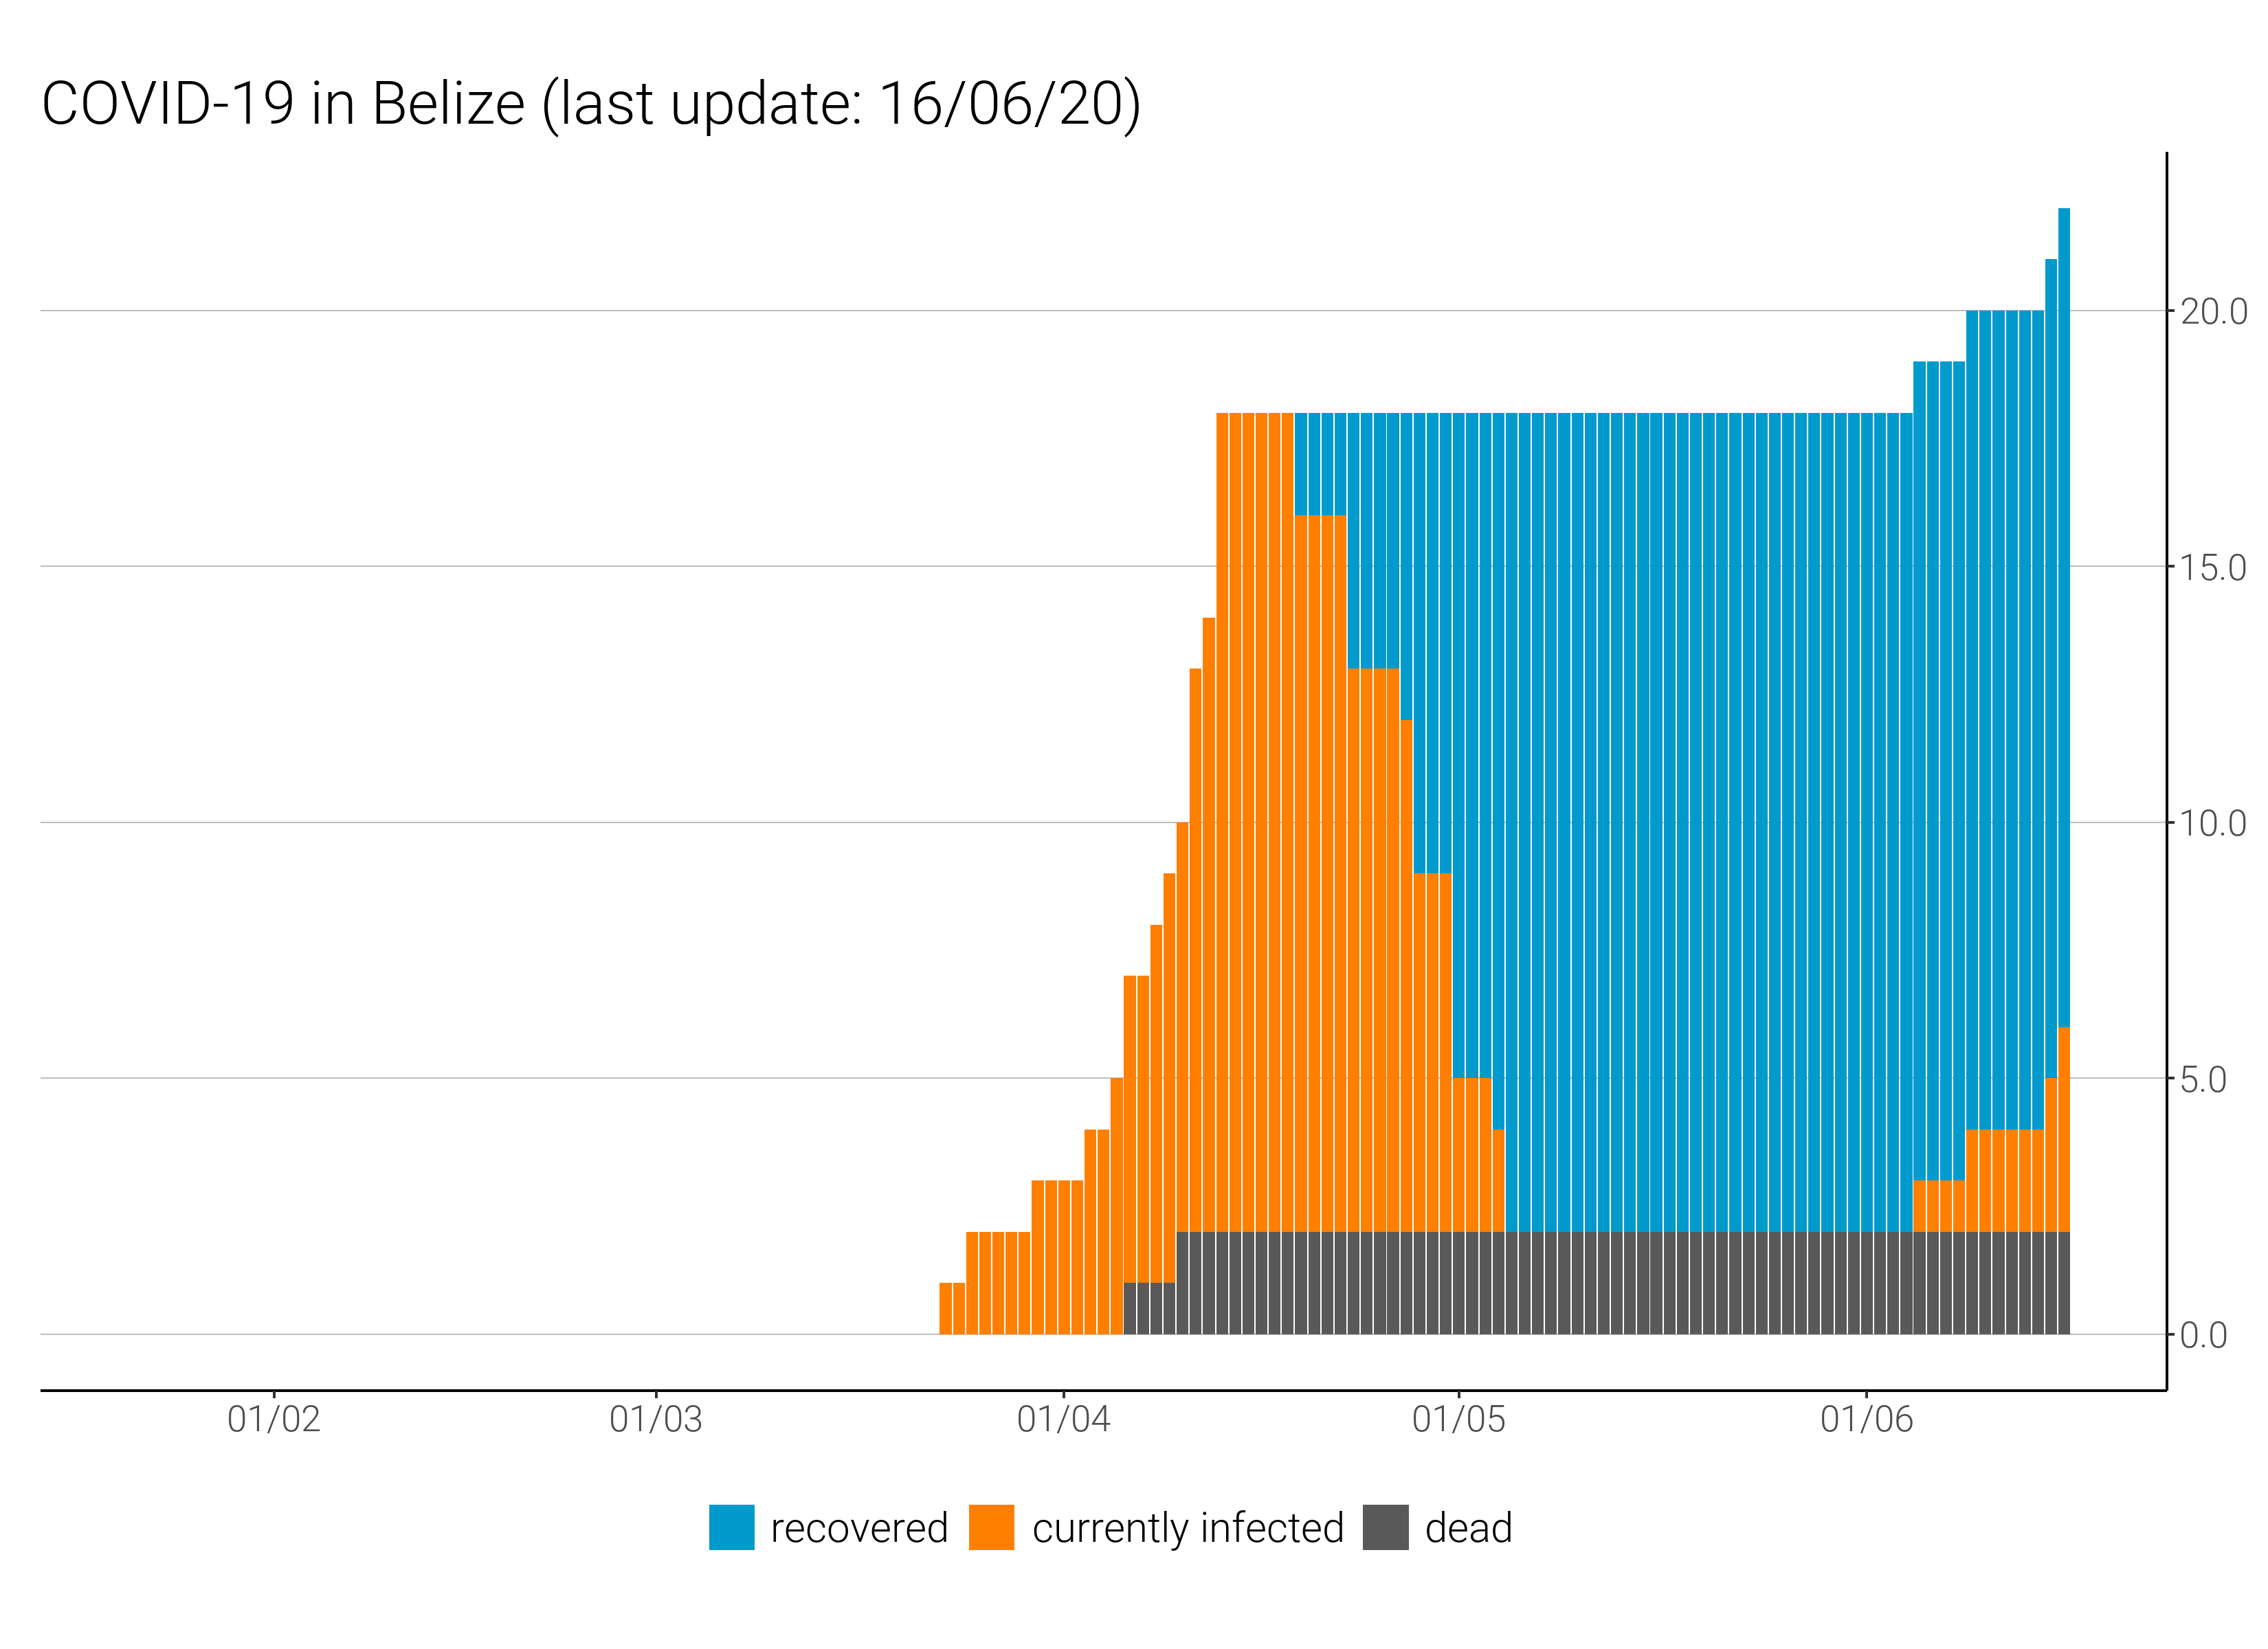 COVID-19 in Belize (last update: 16/06/20)
20.0
15.0
10.0
5.0
0.0
01/02 01/03 01/04 01/05 01/06
recovered currently infected dead